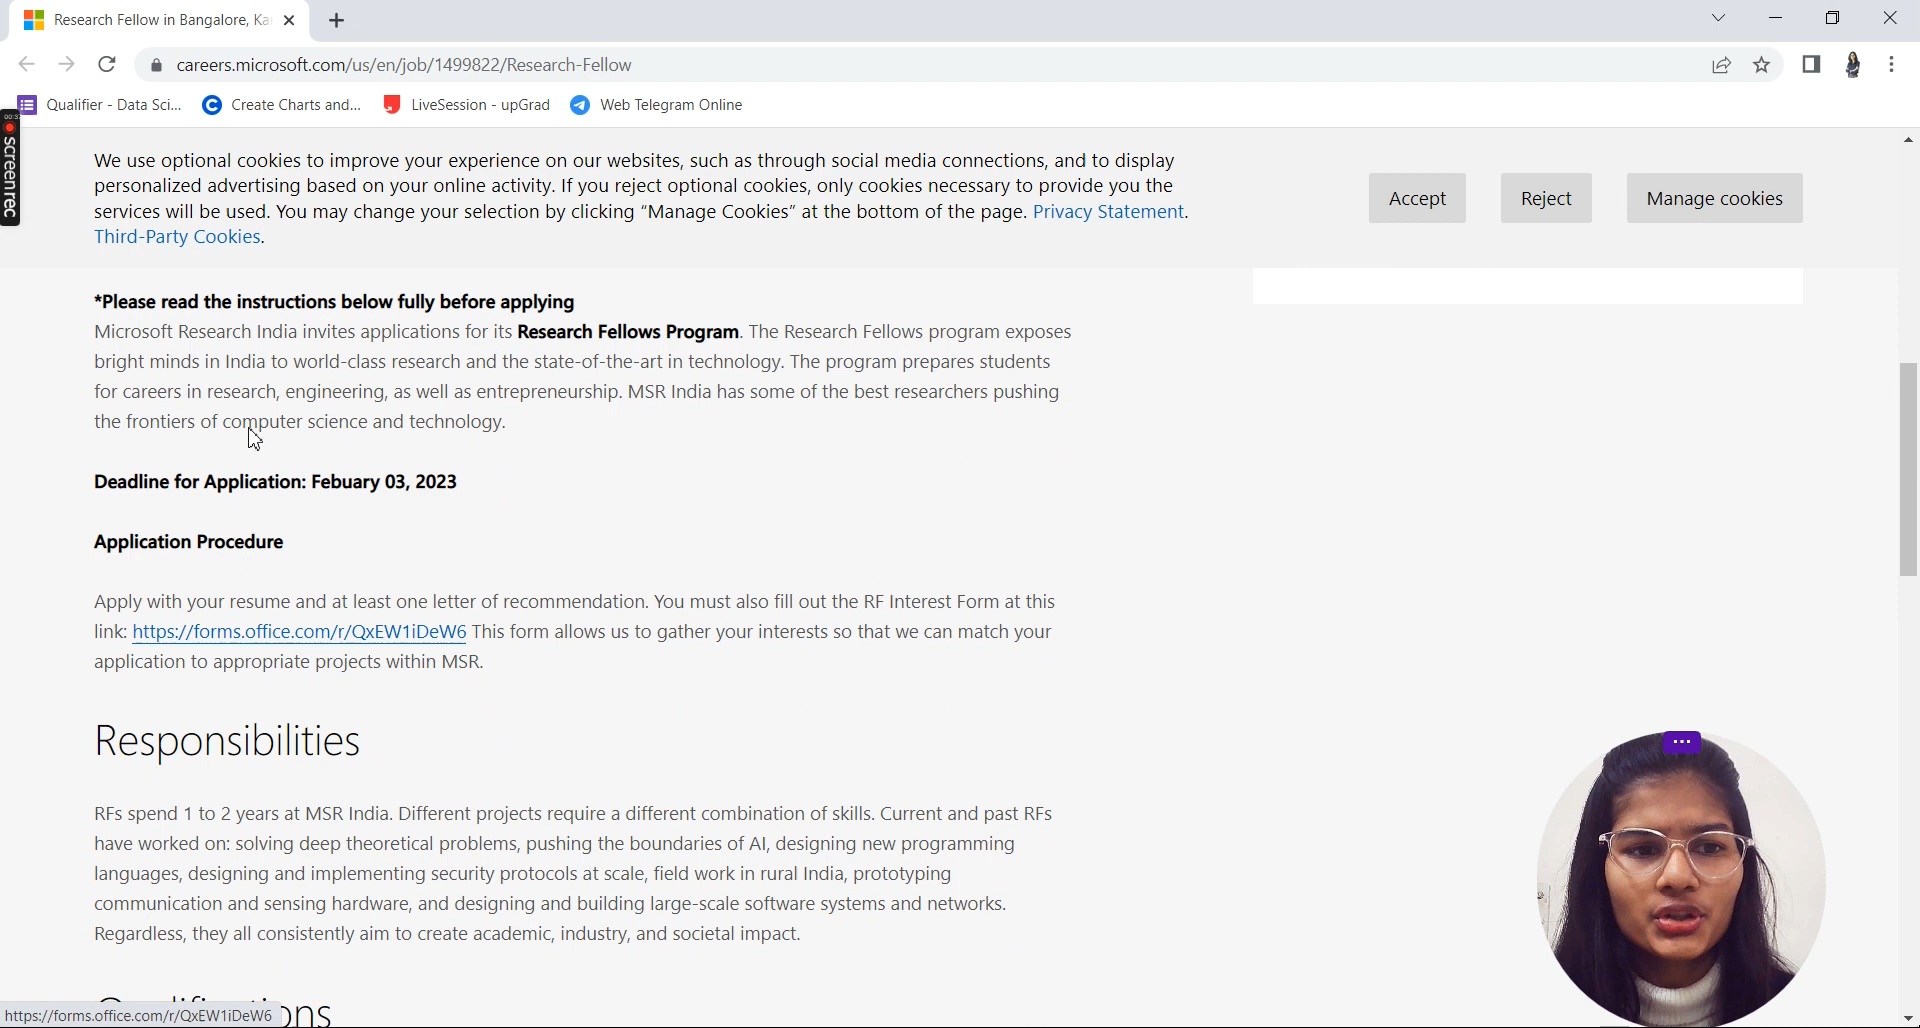 Research Fellow in Bangalore, Ka
careers.microsoft.com/us/en/job/1499822/Research-Fellow
Qualifier - Data Sci... Create Charts and... LiveSession - upGrad Web Telegram Online
screenrec
We use optional cookies to improve your experience on our websites, such as through social media connections, and to display
personalized advertising based on your online activity. If you reject optional cookies, only cookies necessary to provide you the
services will be used. You may change your selection by clicking “Manage Cookies” at the bottom of the page. Privacy Statement.
Third-Party Cookies.
Accept Reject Manage cookies
*Please read the instructions below fully before applying
Microsoft Research India invites applications for its Research Fellows Program. The Research Fellows program exposes
bright minds in India to world-class research and the state-of-the-art in technology. The program prepares students
for careers in research, engineering, as well as entrepreneurship. MSR India has some of the best researchers pushing
the frontiers of computer science and technology.
Deadline for Application: Febuary 03, 2023
Application Procedure
Apply with your resume and at least one letter of recommendation. You must also fill out the RF Interest Form at this
link: https://forms.office.com/r/QxEW1iDeW6 This form allows us to gather your interests so that we can match your
application to appropriate projects within MSR.
Responsibilities
RFs spend 1 to 2 years at MSR India. Different projects require a different combination of skills. Current and past RFs
have worked on: solving deep theoretical problems, pushing the boundaries of AI, designing new programming
languages, designing and implementing security protocols at scale, field work in rural India, prototyping
communication and sensing hardware, and designing and building large-scale software systems and networks.
Regardless, they all consistently aim to create academic, industry, and societal impact.
Qualifications
https://forms.office.com/r/QxEW1iDeW6